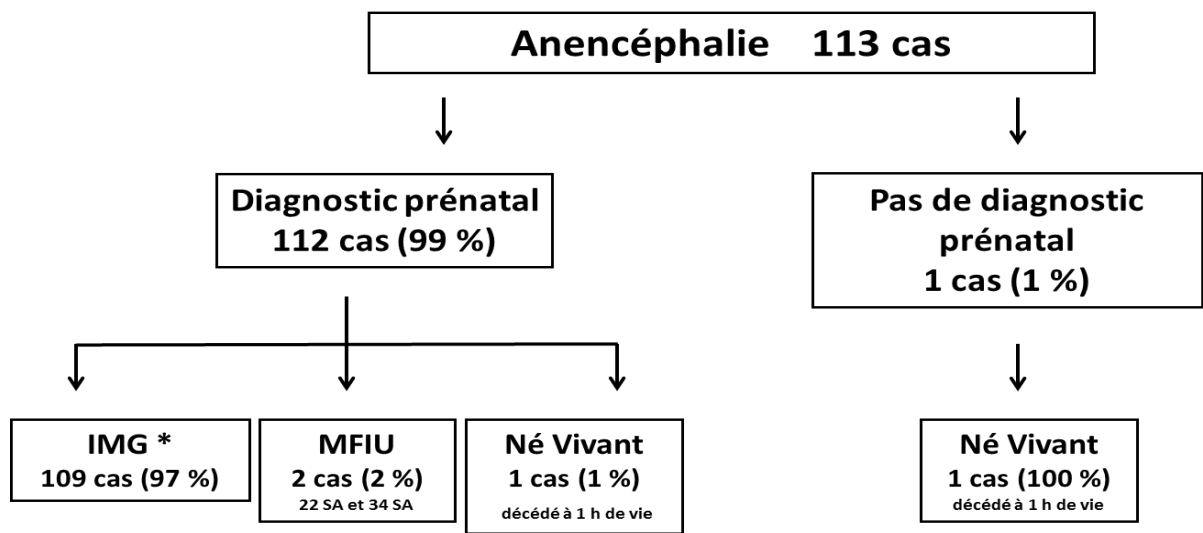 Anencéphalie 113 cas
Diagnostic prénatal
112 cas (99 %)
Pas de diagnostic
prénatal
1 cas (1 %)
IMG *
109 cas (97 %)
MFIU
2 cas (2 %)
22 SA et 34 SA
Né Vivant
1 cas (1 %)
décédé à 1 h de vie
Né Vivant
1 cas (100 %)
décédé à 1 h de vie